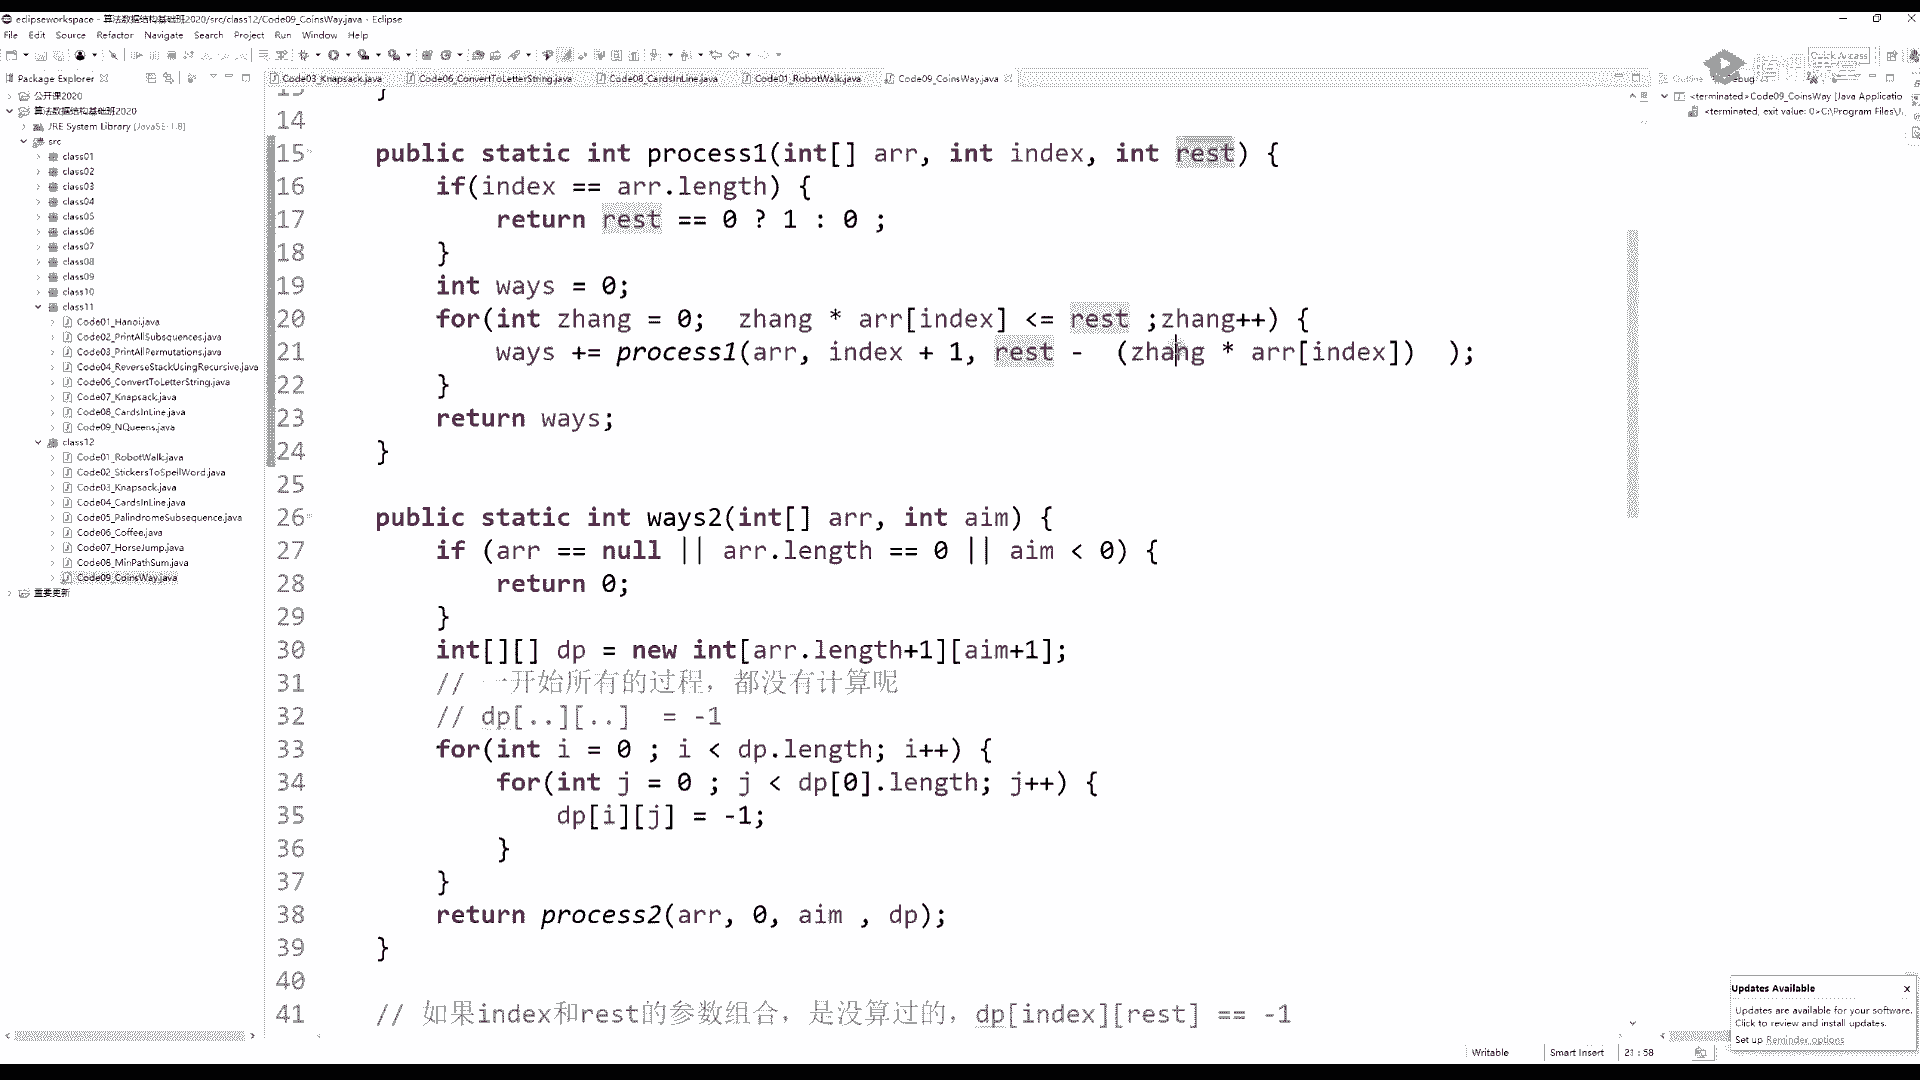 eclipseworkspace - 算法数据结构基础班2020/src/class12/Code09_CoinsWay.java - Eclipse
File Edit Source Refactor Navigate Search Project Run Window Help
Quick Access
Package Explorer
Code03_Knapsack.java Code06_ConvertToLetterString.java Code08_CardsInLine.java Code01_RobotWalk.java Code09_CoinsWay.java
Outline
公开课2020
算法数据结构基础班2020
JRE System Library [JavaSE-1.8]
src
class01
class02
class03
class04
class05
class06
class07
class08
class09
class10
class11
Code01_Hanoi.java
Code02_PrintAllSubsquences.java
Code03_PrintAllPermutations.java
Code04_ReverseStackUsingRecursive.java
Code06_ConvertToLetterString.java
Code07_Knapsack.java
Code08_CardsInLine.java
Code09_NQueens.java
class12
Code01_RobotWalk.java
Code02_StickersToSpellWord.java
Code03_Knapsack.java
Code04_CardsInLine.java
Code05_PalindromeSubsequence.java
Code06_Coffee.java
Code07_HorseJump.java
Code08_MinPathSum.java
Code09_CoinsWay.java
重要更新
}
14
15 public static int process1(int[] arr, int index, int rest) {
16 if(index == arr.length) {
17 return rest == 0 ? 1 : 0 ;
18 }
19 int ways = 0;
20 for(int zhang = 0; zhang * arr[index] <= rest ;zhang++) {
21 ways += process1(arr, index + 1, rest - (zhang * arr[index]) );
22 }
23 return ways;
24 }
25
26 public static int ways2(int[] arr, int aim) {
27 if (arr == null || arr.length == 0 || aim < 0) {
28 return 0;
29 }
30 int[][] dp = new int[arr.length+1][aim+1];
31 // 一开始所有的过程，都没有计算呢
32 // dp[..][..] = -1
33 for(int i = 0 ; i < dp.length; i++) {
34 for(int j = 0 ; j < dp[0].length; j++) {
35 dp[i][j] = -1;
36 }
37 }
38 return process2(arr, 0, aim , dp);
39 }
40
41 // 如果index和rest的参数组合，是没算过的，dp[index][rest] == -1
<terminated>Code09_CoinsWay [Java Applicatio
<terminated, exit value: 0>C:\Program Files\J
Updates Available
Updates are available for your software.
Click to review and install updates.
Set up Reminder options
Writable Smart Insert 21 : 58